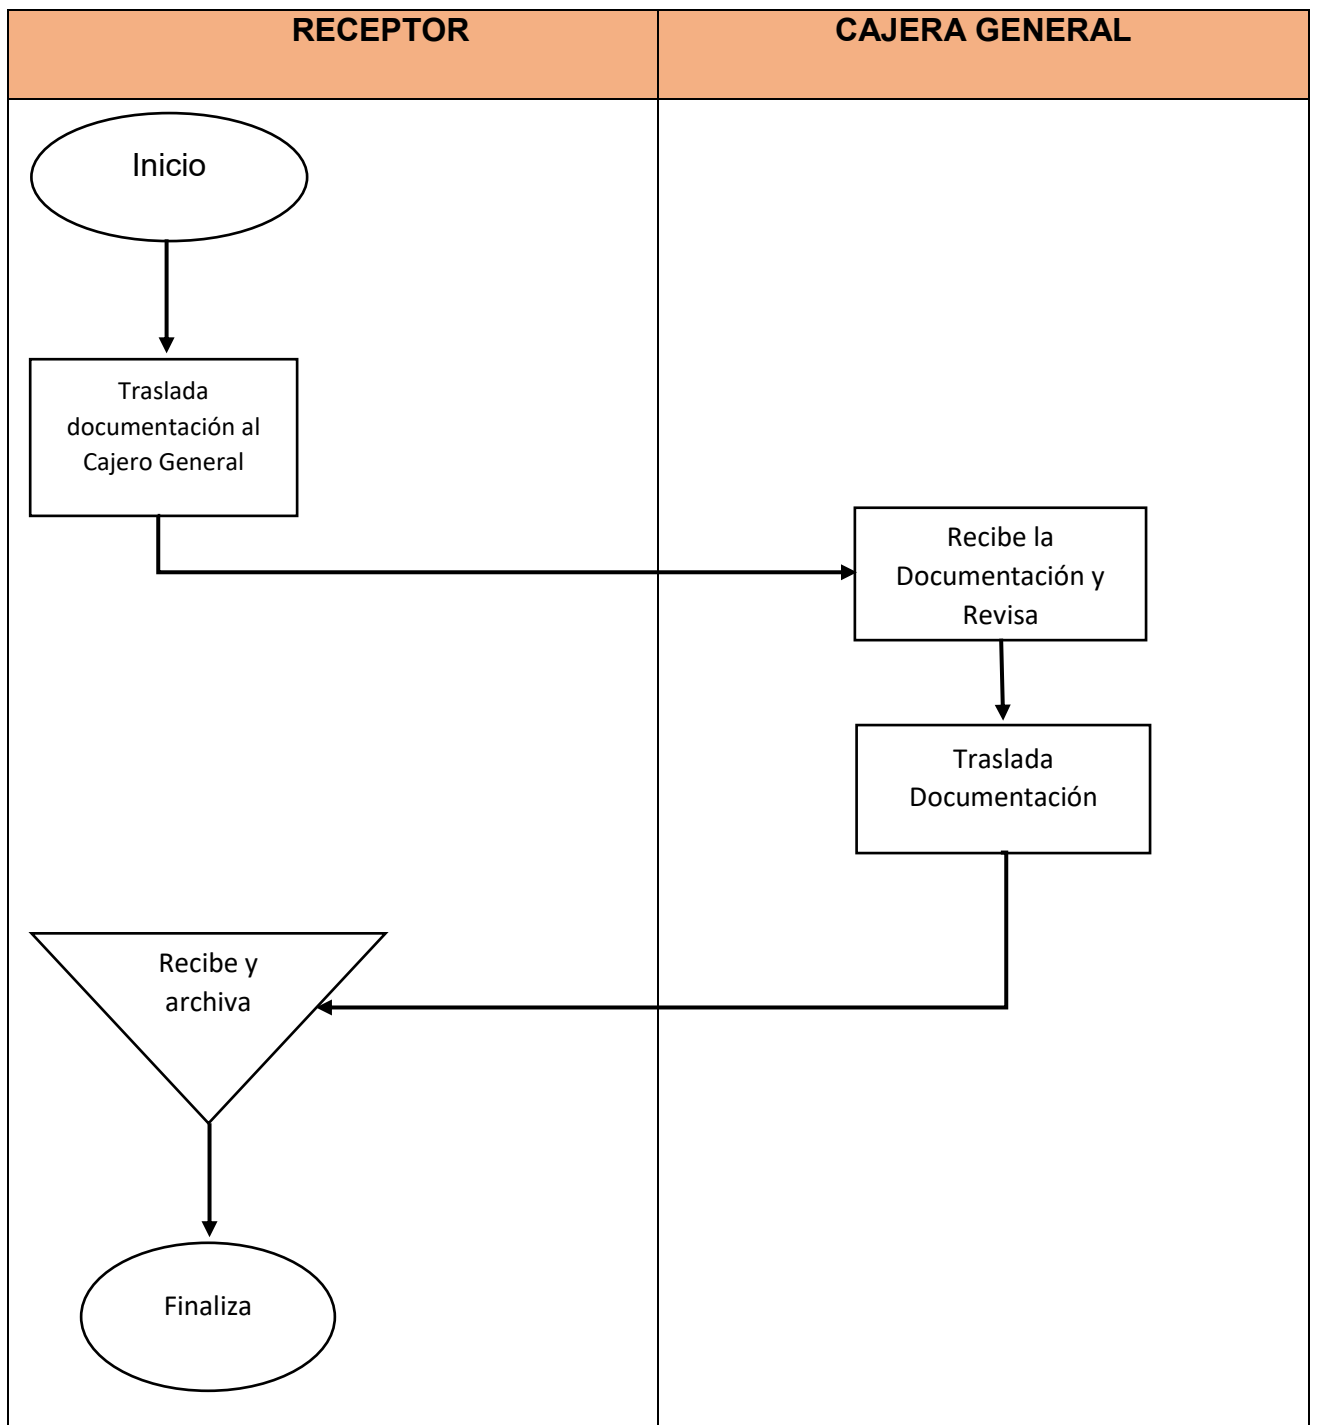 RECEPTOR
CAJERA GENERAL
Inicio
Traslada
documentación al
Cajero General
Recibe la
Documentación y
Revisa
Traslada
Documentación
Recibe y
archiva
Finaliza